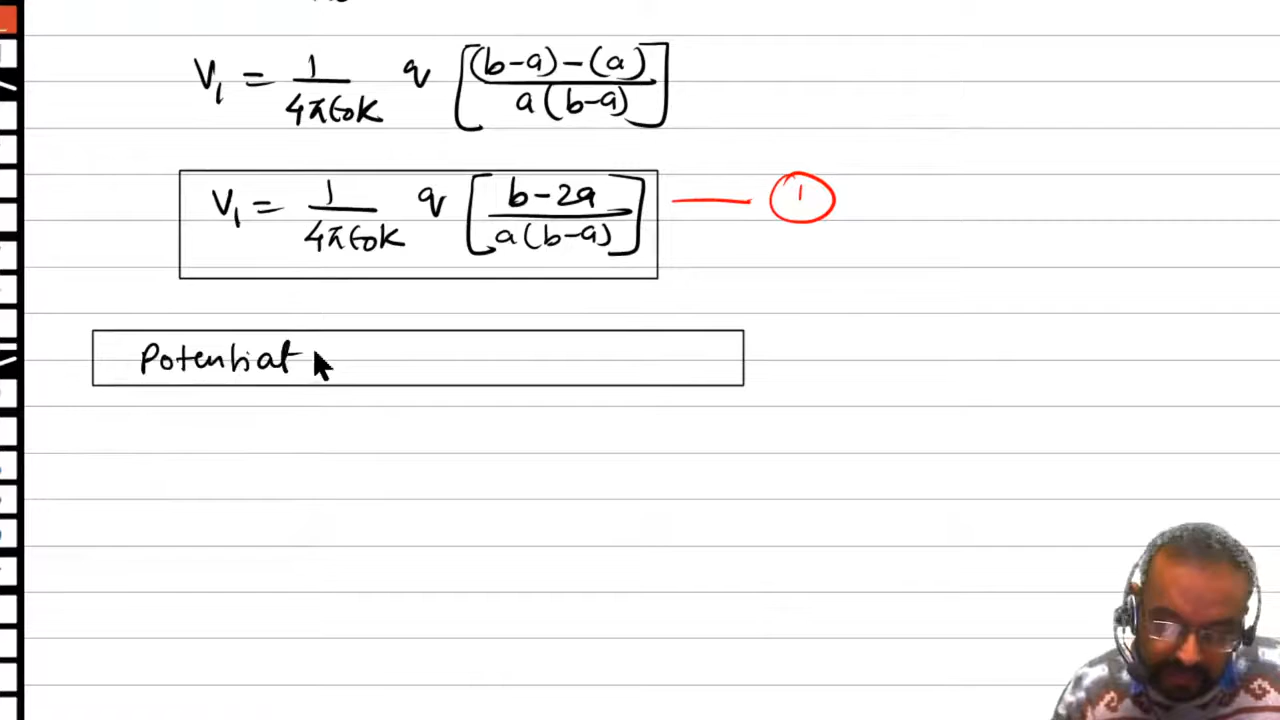 V₁ = 1/4πϵ0K q [(b-a)-(a)/a(b-a)]
V₁ = 1/4πϵ0K q [b-2a/a(b-a)] — 1
Potential